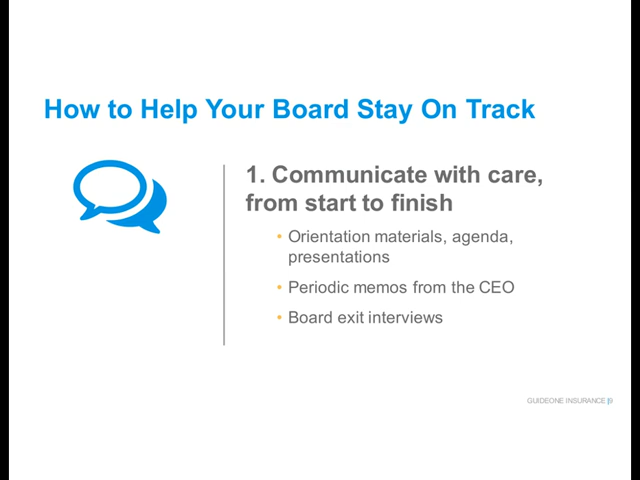 How to Help Your Board Stay On Track
1. Communicate with care,
from start to finish
• Orientation materials, agenda,
presentations
• Periodic memos from the CEO
• Board exit interviews
GUIDEONE INSURANCE |